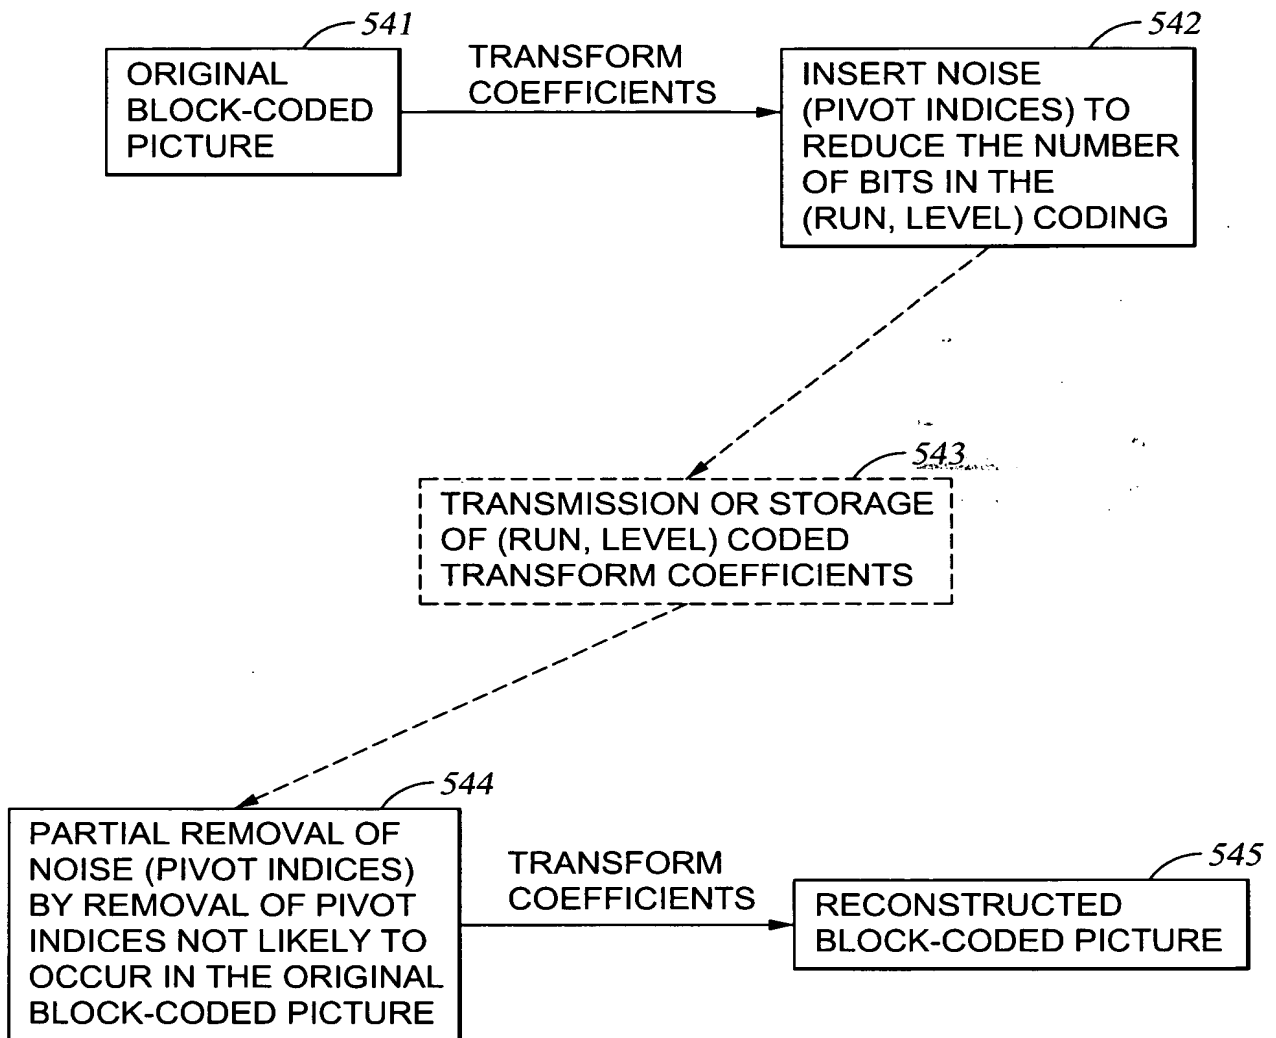 541
ORIGINAL
BLOCK-CODED
PICTURE
TRANSFORM
COEFFICIENTS
542
INSERT NOISE
(PIVOT INDICES) TO
REDUCE THE NUMBER
OF BITS IN THE
(RUN, LEVEL) CODING
543
TRANSMISSION OR STORAGE
OF (RUN, LEVEL) CODED
TRANSFORM COEFFICIENTS
544
PARTIAL REMOVAL OF
NOISE (PIVOT INDICES)
BY REMOVAL OF PIVOT
INDICES NOT LIKELY TO
OCCUR IN THE ORIGINAL
BLOCK-CODED PICTURE
TRANSFORM
COEFFICIENTS
545
RECONSTRUCTED
BLOCK-CODED PICTURE